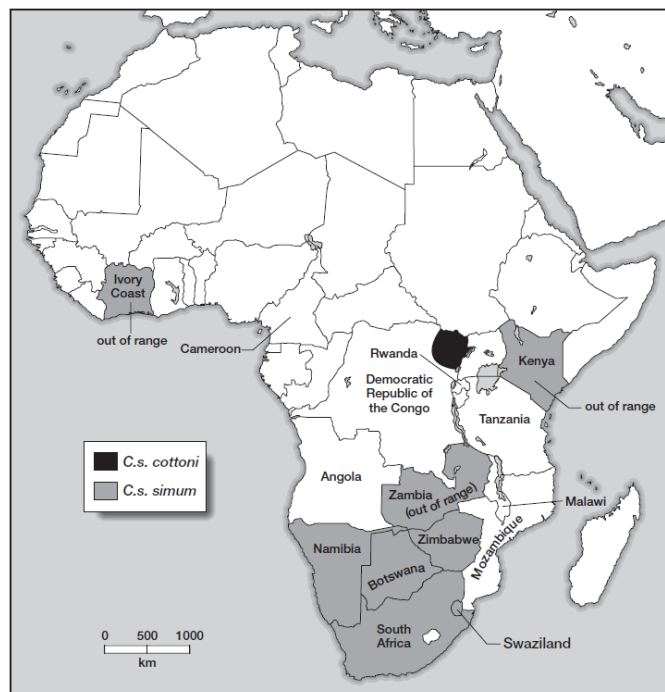 Ivory
Coast
out of range
Cameroon
Rwanda
Kenya
Democratic
Republic of
the Congo
out of range
Tanzania
C.s. cottoni
C.s. simum
Angola
Zambia
(out of range)
Malawi
Namibia
Zimbabwe
Mozambique
Botswana
South
Africa
Swaziland
0 500 1000
km